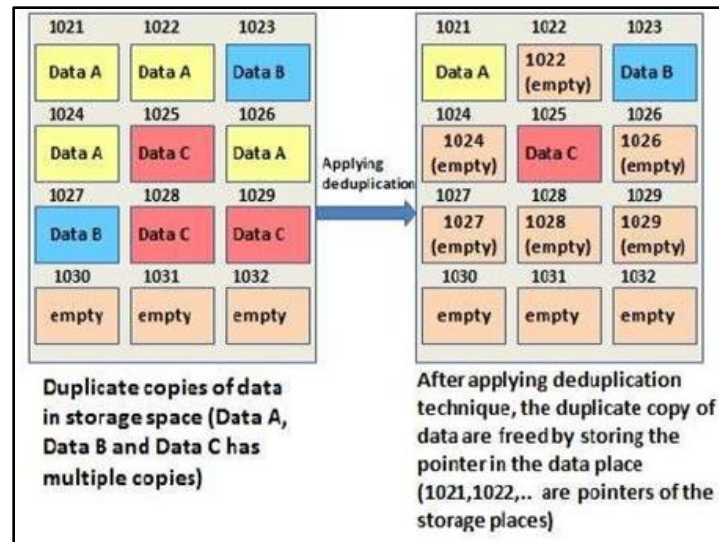 1021 1022 1023
Data A Data A Data B
1024 1025 1026
Data A Data C Data A
1027 1028 1029
Data B Data C Data C
1030 1031 1032
empty empty empty
Duplicate copies of data
in storage space (Data A,
Data B and Data C has
multiple copies)
Applying
deduplication
1021 1022 1023
Data A 1022 Data B
(empty)
1024 1025 1026
1024 Data C 1026
(empty) (empty)
1027 1028 1029
1027 1028 1029
(empty) (empty) (empty)
1030 1031 1032
empty empty empty
After applying deduplication
technique, the duplicate copy of
data are freed by storing the
pointer in the data place
(1021,1022,.. are pointers of the
storage places)